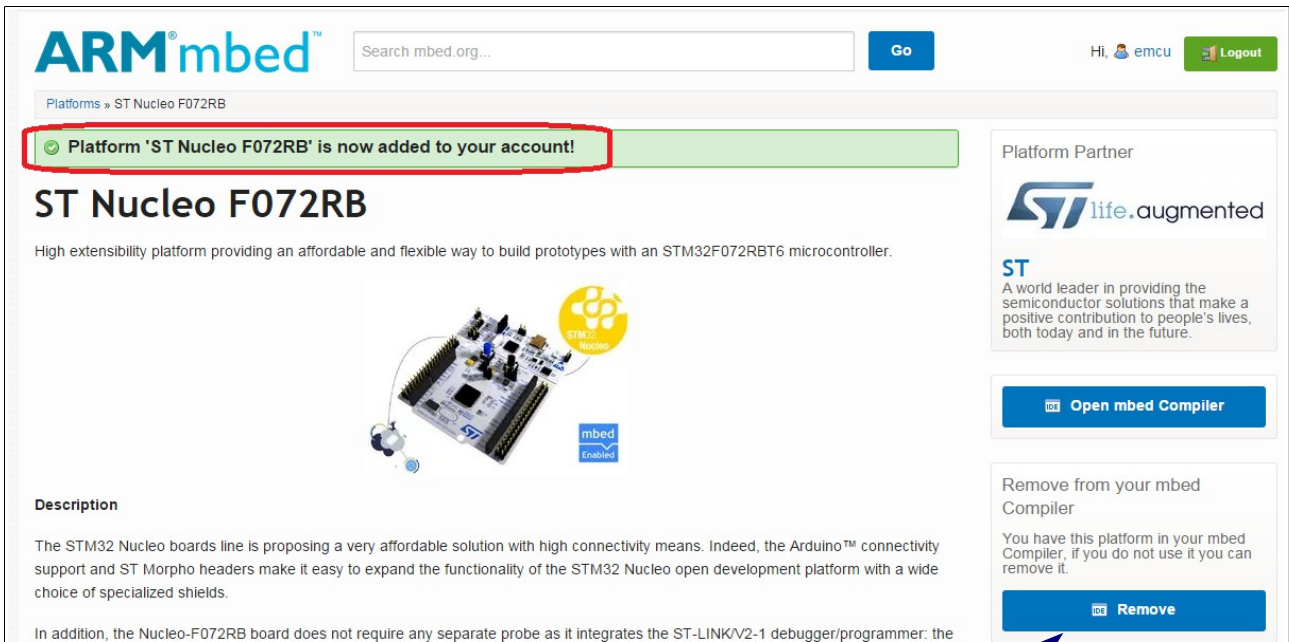 ARM®mbed™
Search mbed.org...
Go
Hi, emcu
Logout
Platforms » ST Nucleo F072RB
Platform 'ST Nucleo F072RB' is now added to your account!
ST Nucleo F072RB
High extensibility platform providing an affordable and flexible way to build prototypes with an STM32F072RBT6 microcontroller.
STM32
Nucleo
mbed
Enabled
Description
The STM32 Nucleo boards line is proposing a very affordable solution with high connectivity means. Indeed, the Arduino™ connectivity
support and ST Morpho headers make it easy to expand the functionality of the STM32 Nucleo open development platform with a wide
choice of specialized shields.
In addition, the Nucleo-F072RB board does not require any separate probe as it integrates the ST-LINK/V2-1 debugger/programmer: the
Platform Partner
ST life.augmented
ST
A world leader in providing the
semiconductor solutions that make a
positive contribution to people's lives,
both today and in the future.
IDE Open mbed Compiler
Remove from your mbed
Compiler
You have this platform in your mbed
Compiler, if you do not use it you can
remove it.
IDE Remove